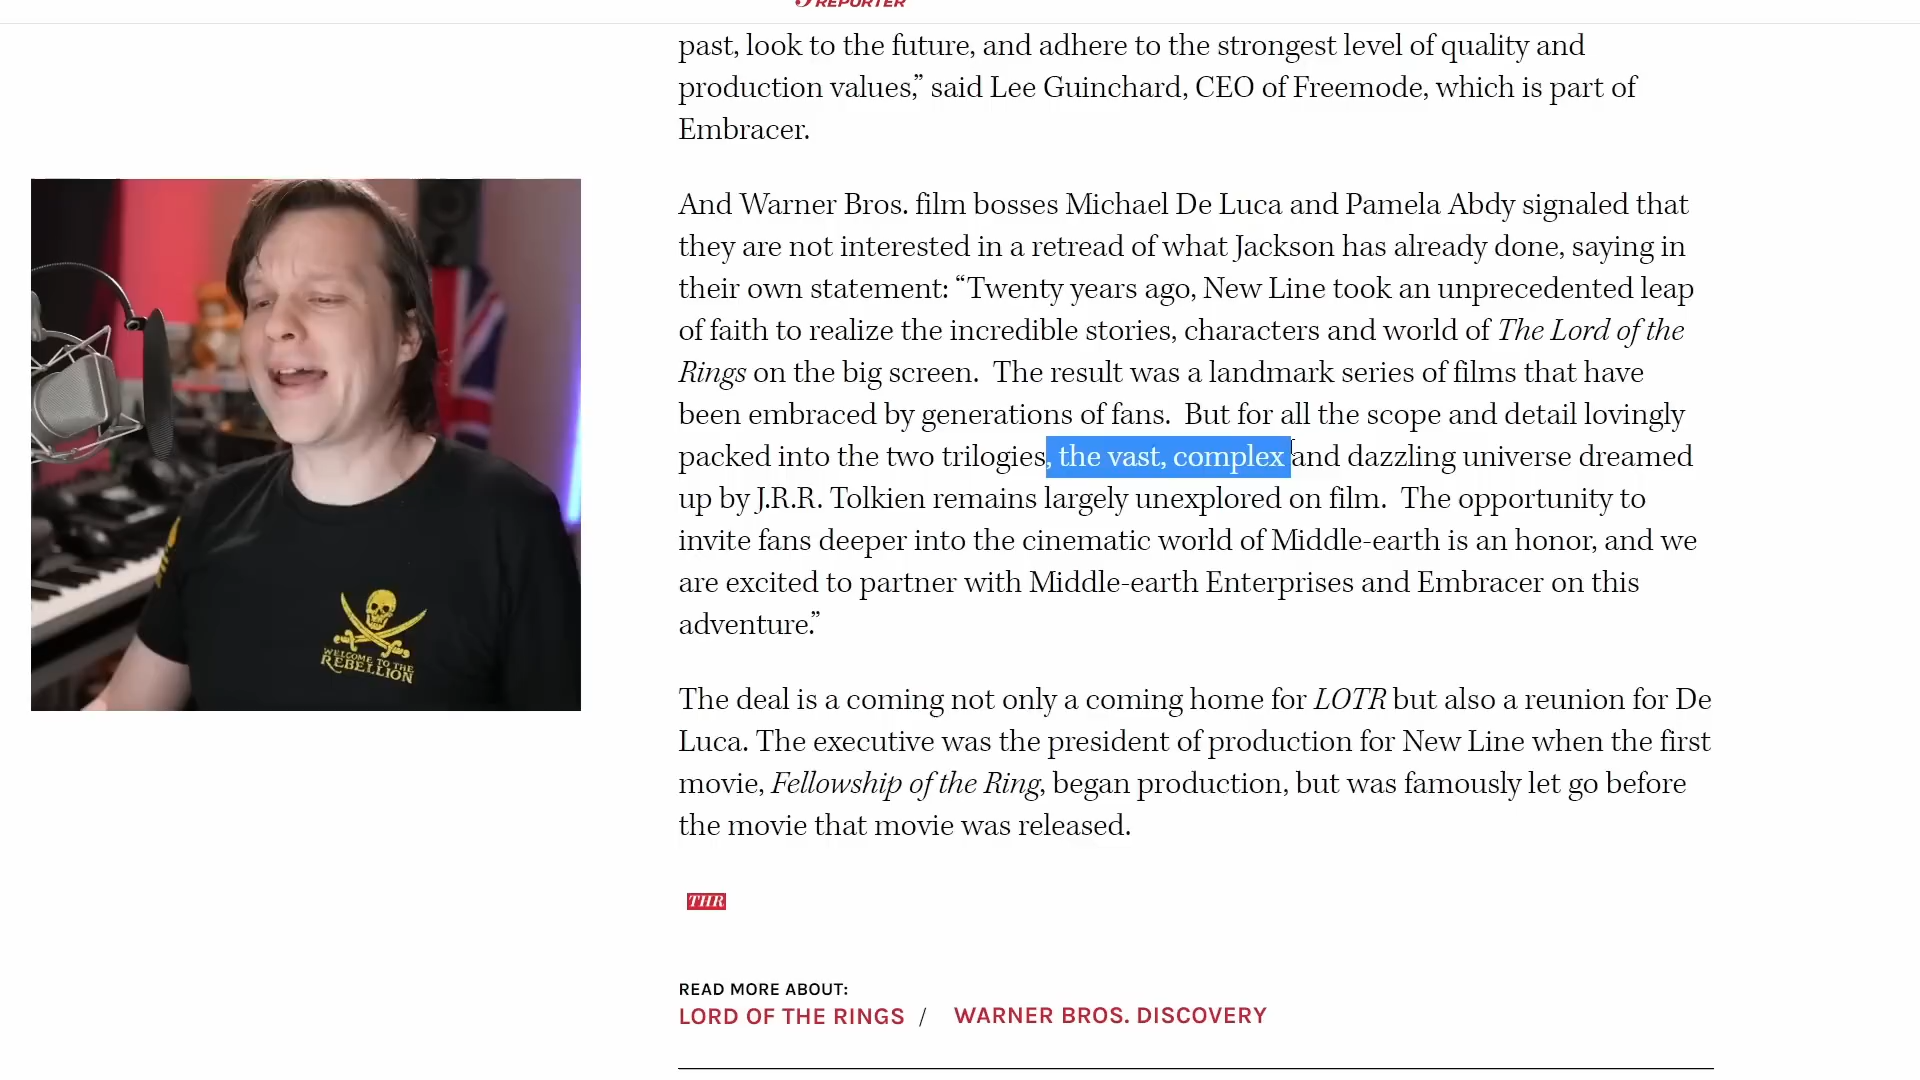 REPORTER
past, look to the future, and adhere to the strongest level of quality and
production values,” said Lee Guinchard, CEO of Freemode, which is part of
Embracer.
And Warner Bros. film bosses Michael De Luca and Pamela Abdy signaled that
they are not interested in a retread of what Jackson has already done, saying in
their own statement: “Twenty years ago, New Line took an unprecedented leap
of faith to realize the incredible stories, characters and world of The Lord of the
Rings on the big screen.  The result was a landmark series of films that have
been embraced by generations of fans.  But for all the scope and detail lovingly
packed into the two trilogies, the vast, complex and dazzling universe dreamed
up by J.R.R. Tolkien remains largely unexplored on film.  The opportunity to
invite fans deeper into the cinematic world of Middle-earth is an honor, and we
are excited to partner with Middle-earth Enterprises and Embracer on this
adventure.”
WELCOME TO THE
REBELLION
The deal is a coming not only a coming home for LOTR but also a reunion for De
Luca. The executive was the president of production for New Line when the first
movie, Fellowship of the Ring, began production, but was famously let go before
the movie that movie was released.
THR
READ MORE ABOUT:
LORD OF THE RINGS / WARNER BROS. DISCOVERY